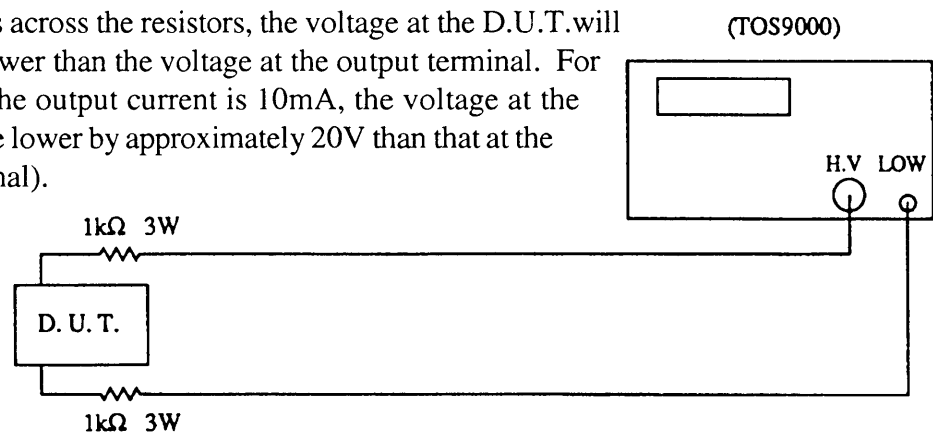 s across the resistors, the voltage at the D.U.T.will
wer than the voltage at the output terminal. For
he output current is 10mA, the voltage at the
e lower by approximately 20V than that at the
nal).
(TOS9000)
H.V LOW
1kΩ 3W
D. U. T.
1kΩ 3W